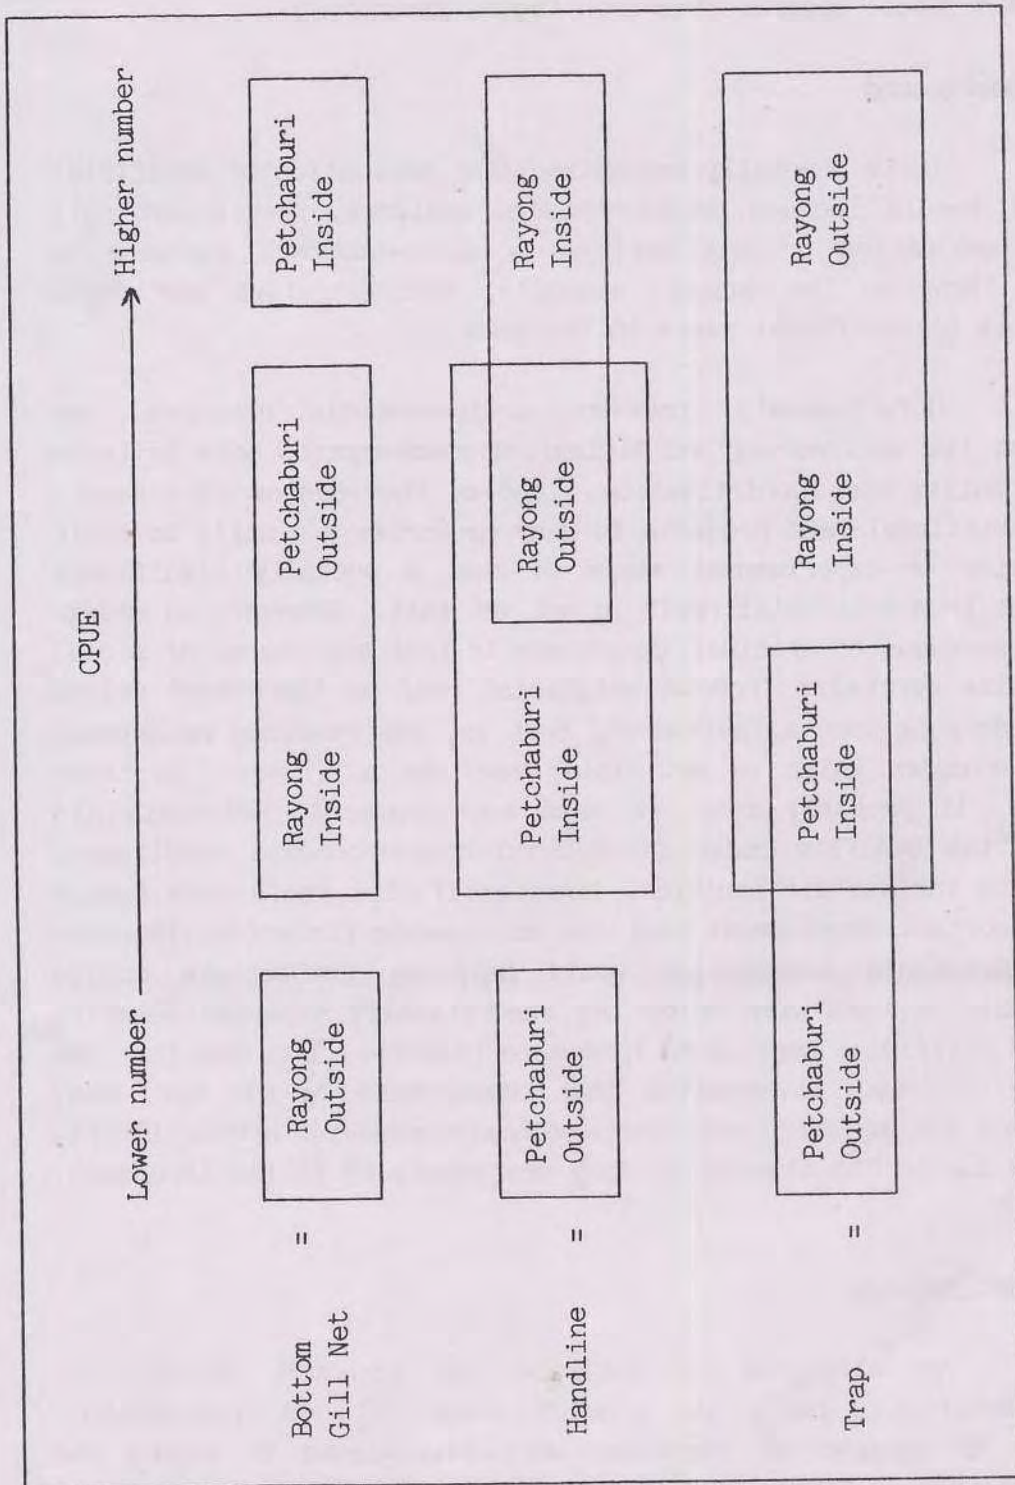 CPUE
Lower number
Higher number
Bottom
Gill Net
=
Rayong
Outside
Rayong
Inside
Petchaburi
Outside
Petchaburi
Inside
Handline
=
Petchaburi
Outside
Petchaburi
Inside
Rayong
Outside
Rayong
Inside
Trap
=
Petchaburi
Outside
Petchaburi
Inside
Rayong
Inside
Rayong
Outside